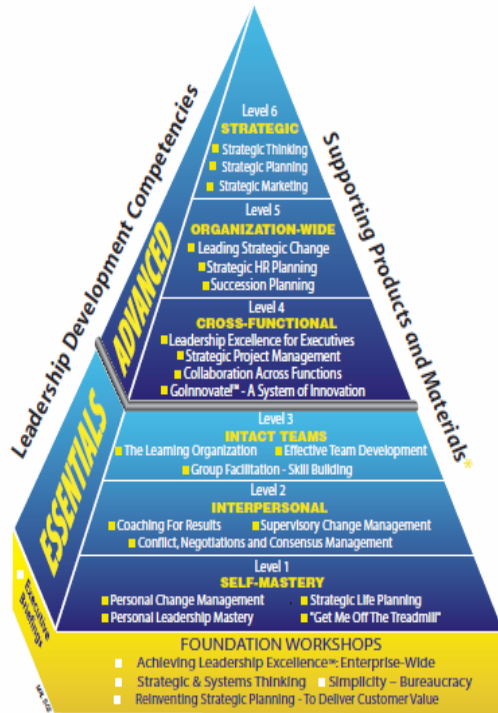 Leadership Development Competencies
Supporting Products and Materials*
ADVANCED
Level 6
STRATEGIC
Strategic Thinking
Strategic Planning
Strategic Marketing
Level 5
ORGANIZATION-WIDE
Leading Strategic Change
Strategic HR Planning
Succession Planning
Level 4
CROSS-FUNCTIONAL
Leadership Excellence for Executives
Strategic Project Management
Collaboration Across Functions
GoInnovate!™ - A System of Innovation
ESSENTIALS
Level 3
INTACT TEAMS
The Learning Organization Effective Team Development
Group Facilitation - Skill Building
Level 2
INTERPERSONAL
Coaching For Results Supervisory Change Management
Conflict, Negotiations and Consensus Management
Level 1
SELF-MASTERY
Personal Change Management Strategic Life Planning
Personal Leadership Mastery "Get Me Off The Treadmill"
Executive
Briefings
FOUNDATION WORKSHOPS
Achieving Leadership Excellence℠: Enterprise-Wide
Strategic & Systems Thinking Simplicity – Bureaucracy
Reinventing Strategic Planning - To Deliver Customer Value